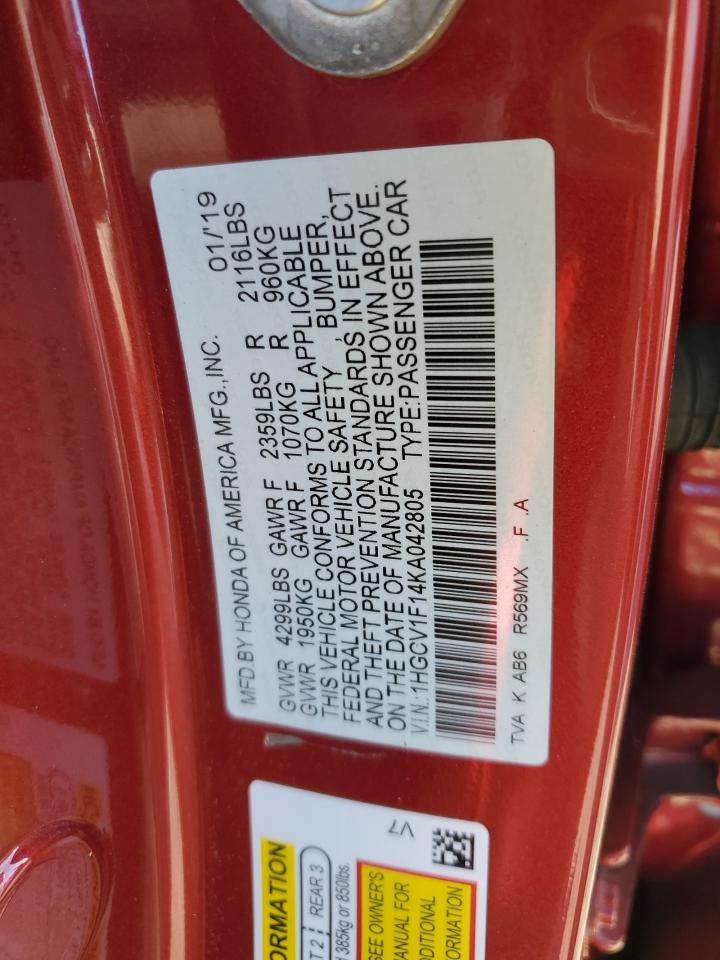 MFD.BY HONDA OF AMERICA MFG.,INC. 01/'19
GVWR 4299LBS GAWR F 2359LBS R 2116LBS
GVWR 1950KG GAWR F 1070KG R 960KG
THIS VEHICLE CONFORMS TO ALL APPLICABLE
FEDERAL MOTOR VEHICLE SAFETY , BUMPER,
AND THEFT PREVENTION STANDARDS IN EFFECT
ON THE DATE OF MANUFACTURE SHOWN ABOVE.
V.I.N.:1HGCV1F14KA042805 TYPE:PASSENGER CAR
TVA K AB6 R569MX .F .A
ORMATION
T 2 REAR 3
385kg or 850lbs.
SEE OWNER'S
MANUAL FOR
DDITIONAL
ORMATION
V7